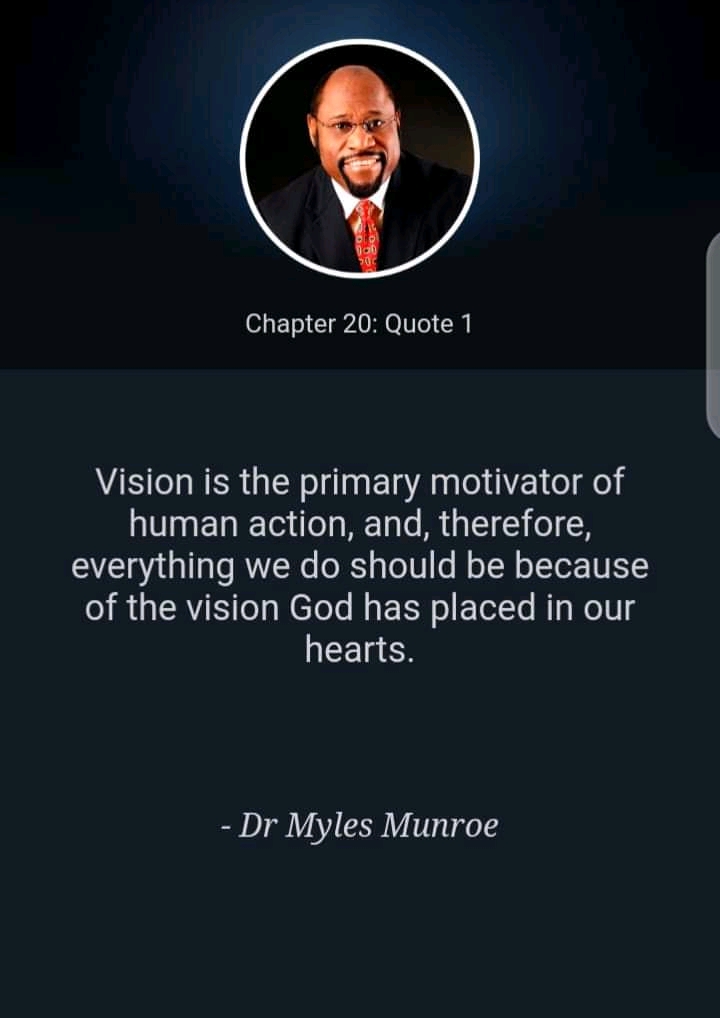 Chapter 20: Quote 1
Vision is the primary motivator of
human action, and, therefore,
everything we do should be because
of the vision God has placed in our
hearts.
- Dr Myles Munroe